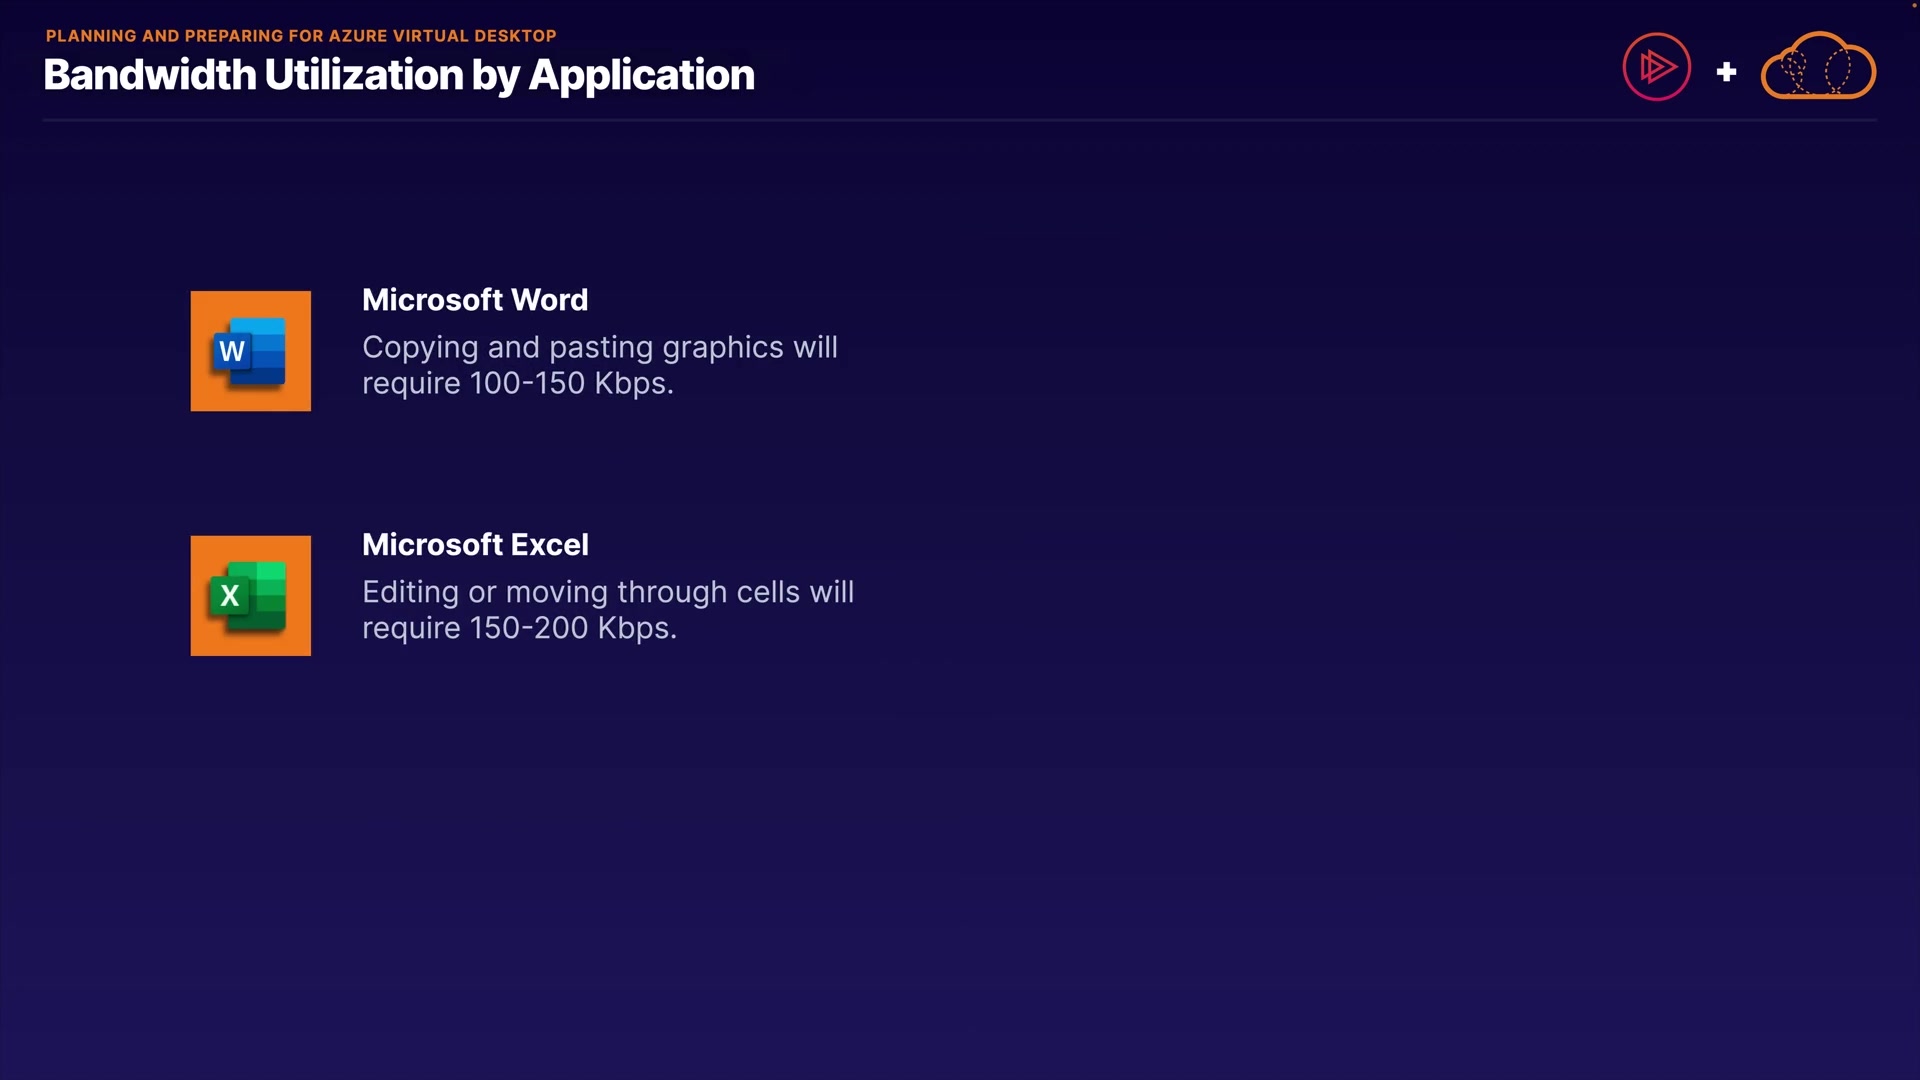 PLANNING AND PREPARING FOR AZURE VIRTUAL DESKTOP
Bandwidth Utilization by Application
Microsoft Word
Copying and pasting graphics will
require 100-150 Kbps.
W
Microsoft Excel
Editing or moving through cells will
require 150-200 Kbps.
X